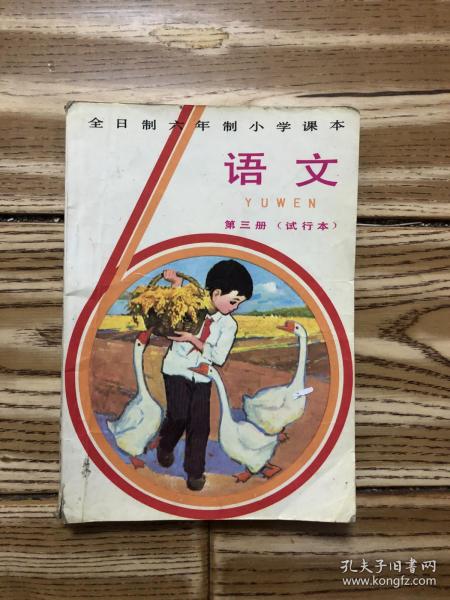 全日制六年制小学课本
语文
YUWEN
第三册（试行本）
孔夫子旧书网
www.kongfz.com